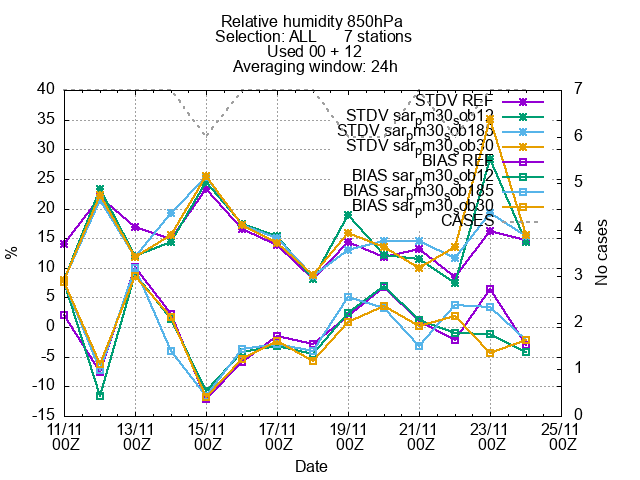 Relative humidity 850hPa
Selection: ALL 7 stations
Used 00 + 12
Averaging window: 24h
STDV REF
STDV sar_pm30_sob12
STDV sar_pm30_sob185
STDV sar_pm30_sob30
BIAS REF
BIAS sar_pm30_sob12
BIAS sar_pm30_sob185
BIAS sar_pm30_sob30
CASES
40
35
30
25
20
15
10
5
0
-5
-10
-15
%
7
6
5
4
3
2
1
0
No cases
11/11 13/11 15/11 17/11 19/11 21/11 23/11 25/11
00Z 00Z 00Z 00Z 00Z 00Z 00Z 00Z
Date